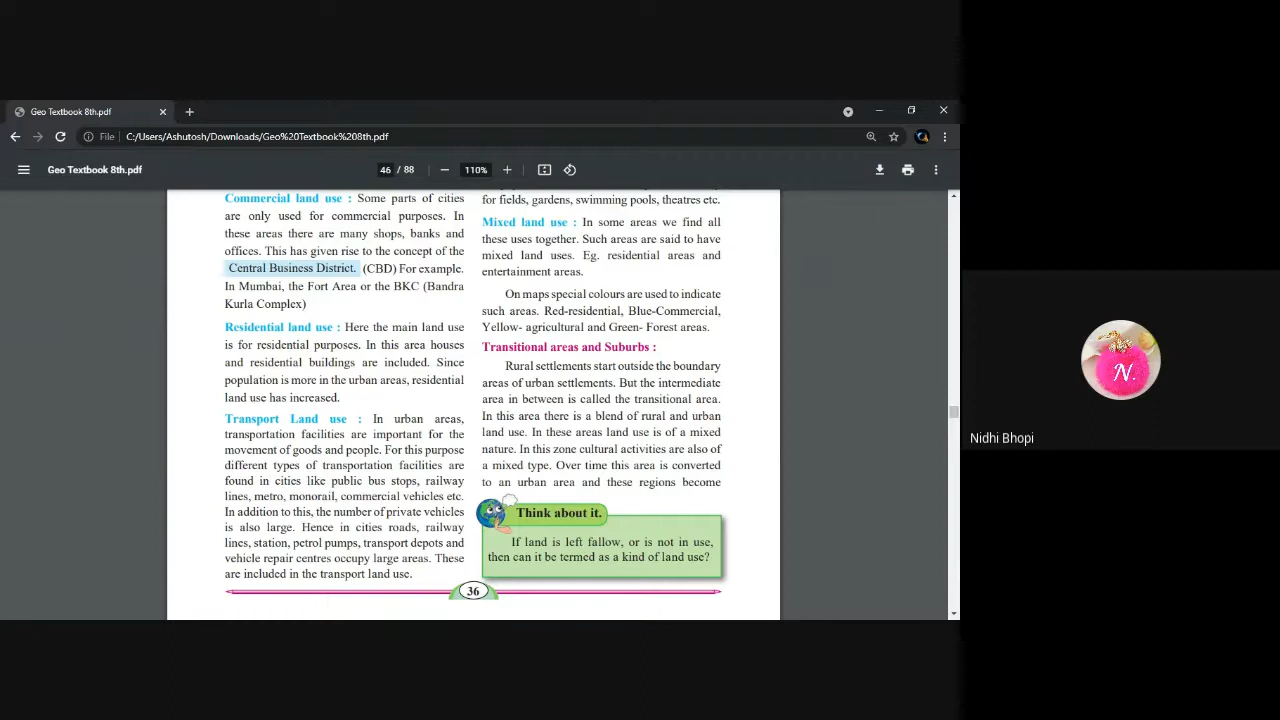 Geo Textbook 8th.pdf
File C:/Users/Ashutosh/Downloads/Geo%20Textbook%208th.pdf
Geo Textbook 8th.pdf
46 / 88
110%
Commercial land use : Some parts of cities
are only used for commercial purposes. In
these areas there are many shops, banks and
offices. This has given rise to the concept of the
Central Business District. (CBD) For example.
In Mumbai, the Fort Area or the BKC (Bandra
Kurla Complex)
Residential land use : Here the main land use
is for residential purposes. In this area houses
and residential buildings are included. Since
population is more in the urban areas, residential
land use has increased.
Transport Land use : In urban areas,
transportation facilities are important for the
movement of goods and people. For this purpose
different types of transportation facilities are
found in cities like public bus stops, railway
lines, metro, monorail, commercial vehicles etc.
In addition to this, the number of private vehicles
is also large. Hence in cities roads, railway
lines, station, petrol pumps, transport depots and
vehicle repair centres occupy large areas. These
are included in the transport land use.
for fields, gardens, swimming pools, theatres etc.
Mixed land use : In some areas we find all
these uses together. Such areas are said to have
mixed land uses. Eg. residential areas and
entertainment areas.
On maps special colours are used to indicate
such areas. Red-residential, Blue-Commercial,
Yellow- agricultural and Green- Forest areas.
Transitional areas and Suburbs :
Rural settlements start outside the boundary
areas of urban settlements. But the intermediate
area in between is called the transitional area.
In this area there is a blend of rural and urban
land use. In these areas land use is of a mixed
nature. In this zone cultural activities are also of
a mixed type. Over time this area is converted
to an urban area and these regions become
Think about it.
If land is left fallow, or is not in use,
then can it be termed as a kind of land use?
36
N.
Nidhi Bhopi